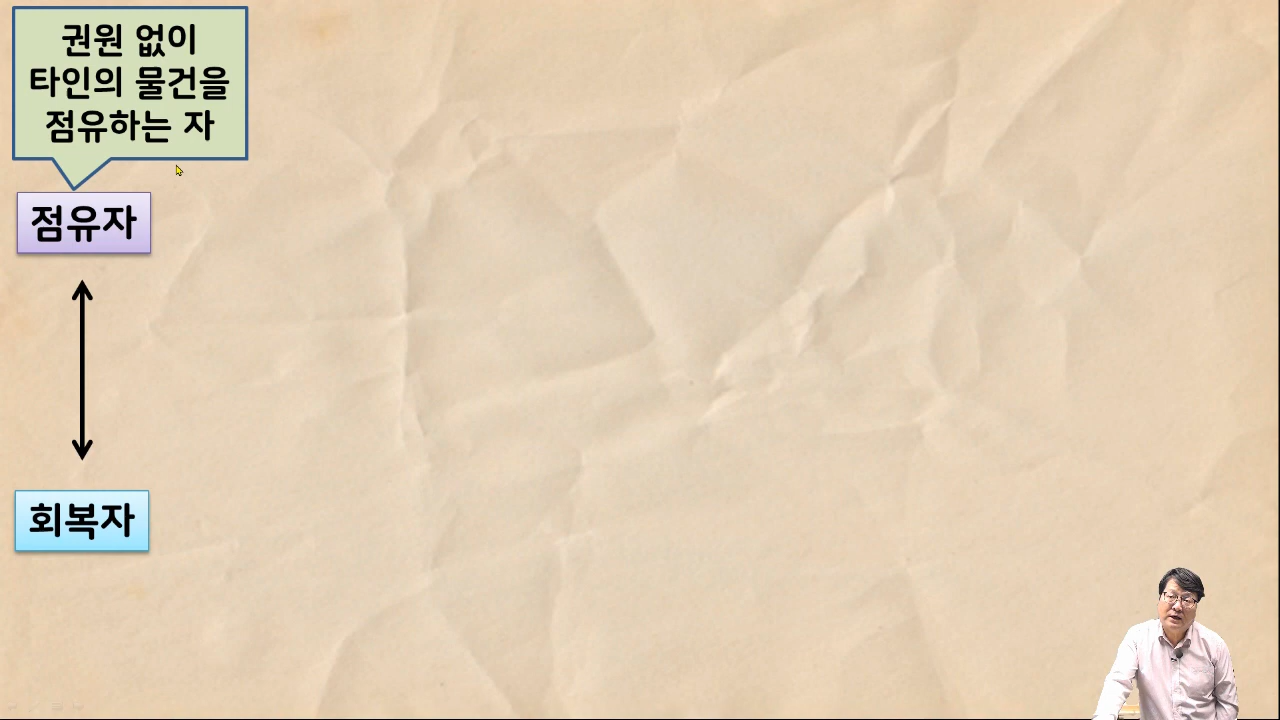 권원 없이
타인의 물건을
점유하는 자
점유자
회복자